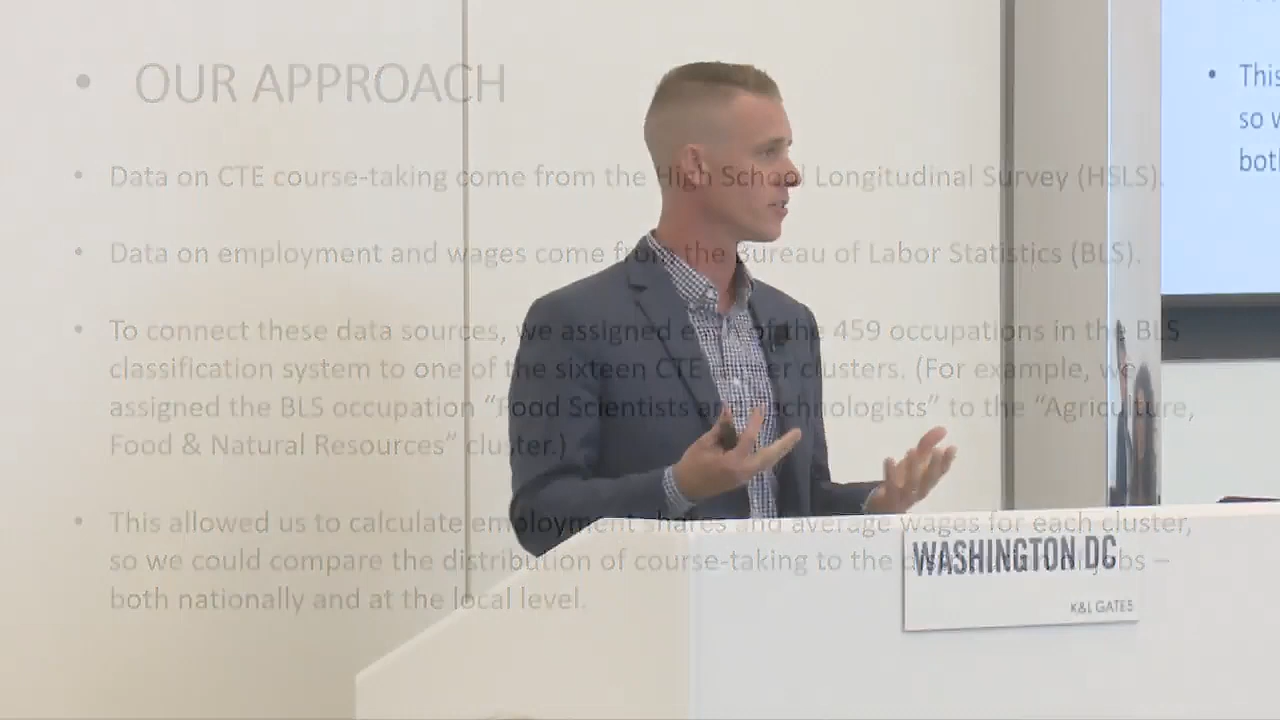 • OUR APPROACH
• Data on CTE course-taking come from the High School Longitudinal Survey (HSLS).
• Data on employment and wages come from the Bureau of Labor Statistics (BLS).
• To connect these data sources, we assigned each of the 459 occupations in the BLS
classification system to one of the sixteen CTE career clusters. (For example, we
assigned the BLS occupation “Food Scientists and Technologists” to the “Agriculture,
Food & Natural Resources” cluster.)
• This allowed us to calculate employment shares and average wages for each cluster,
so we could compare the distribution of course-taking to the
both nationally and at the local level.
• This
so w
both
WASHINGTON DC
K&L GATES